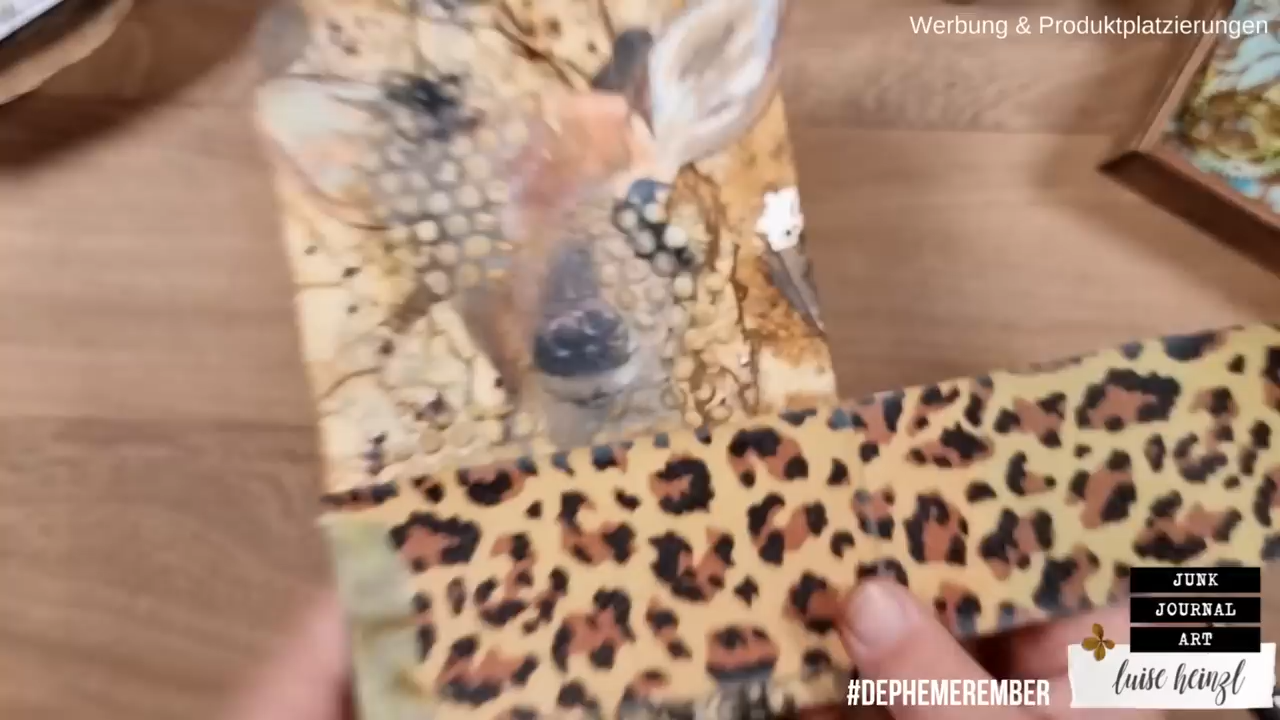 Werbung & Produktplatzierungen
JUNK
JOURNAL
ART
luise heinzl
#DEPHEMEREMBER